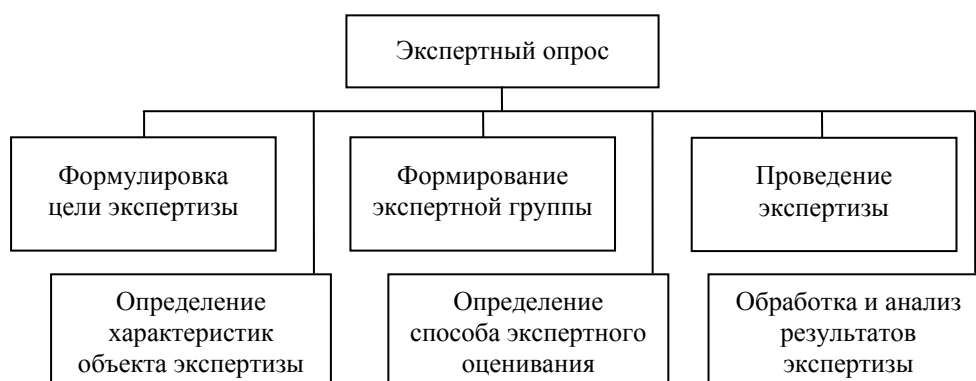 Экспертный опрос
Формулировка
цели экспертизы
Формирование
экспертной группы
Проведение
экспертизы
Определение
характеристик
объекта экспертизы
Определение
способа экспертного
оценивания
Обработка и анализ
результатов
экспертизы